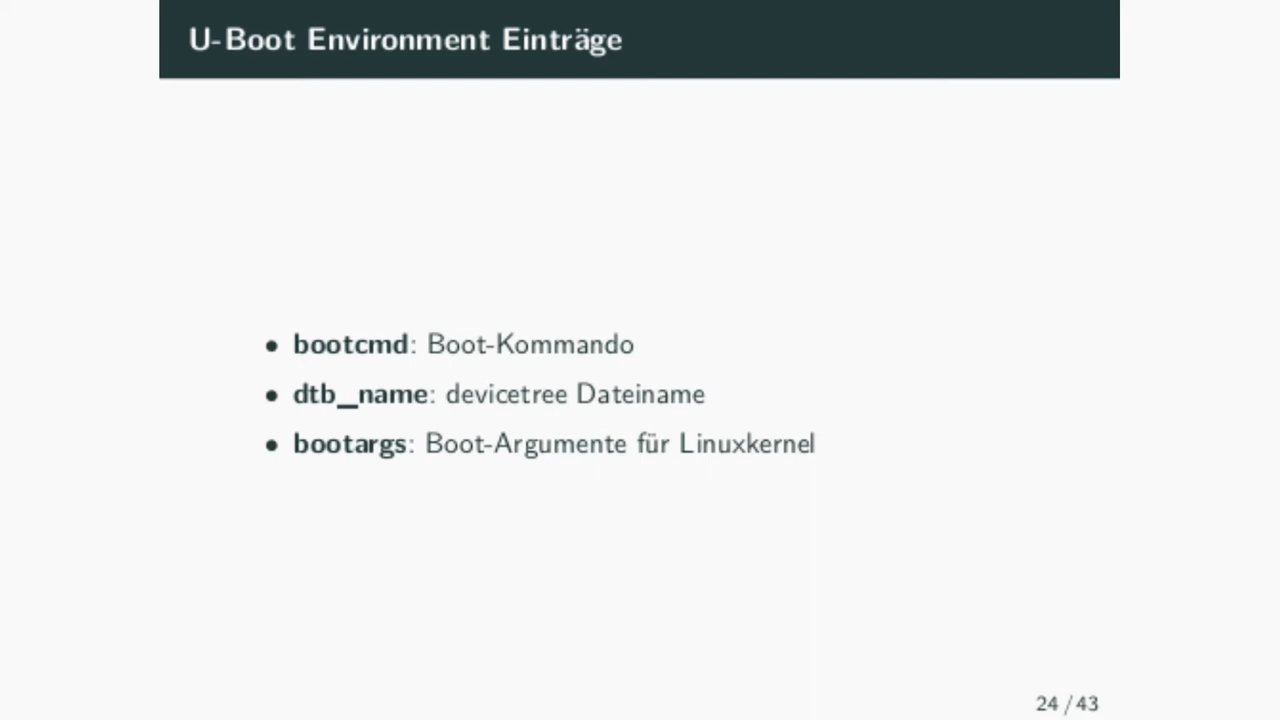 U-Boot Environment Einträge
• bootcmd: Boot-Kommando
• dtb_name: devicetree Dateiname
• bootargs: Boot-Argumente für Linuxkernel
24 / 43